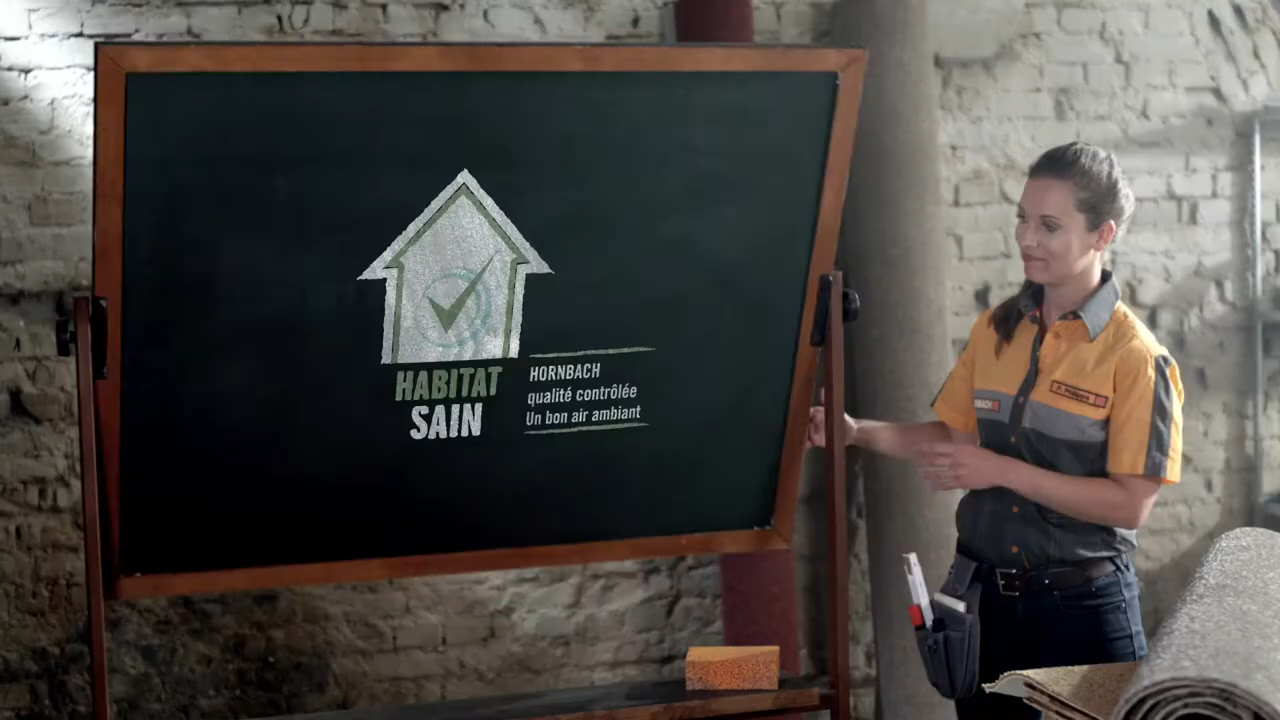 HABITAT
SAIN
HORNBACH
qualité contrôlée
Un bon air ambiant